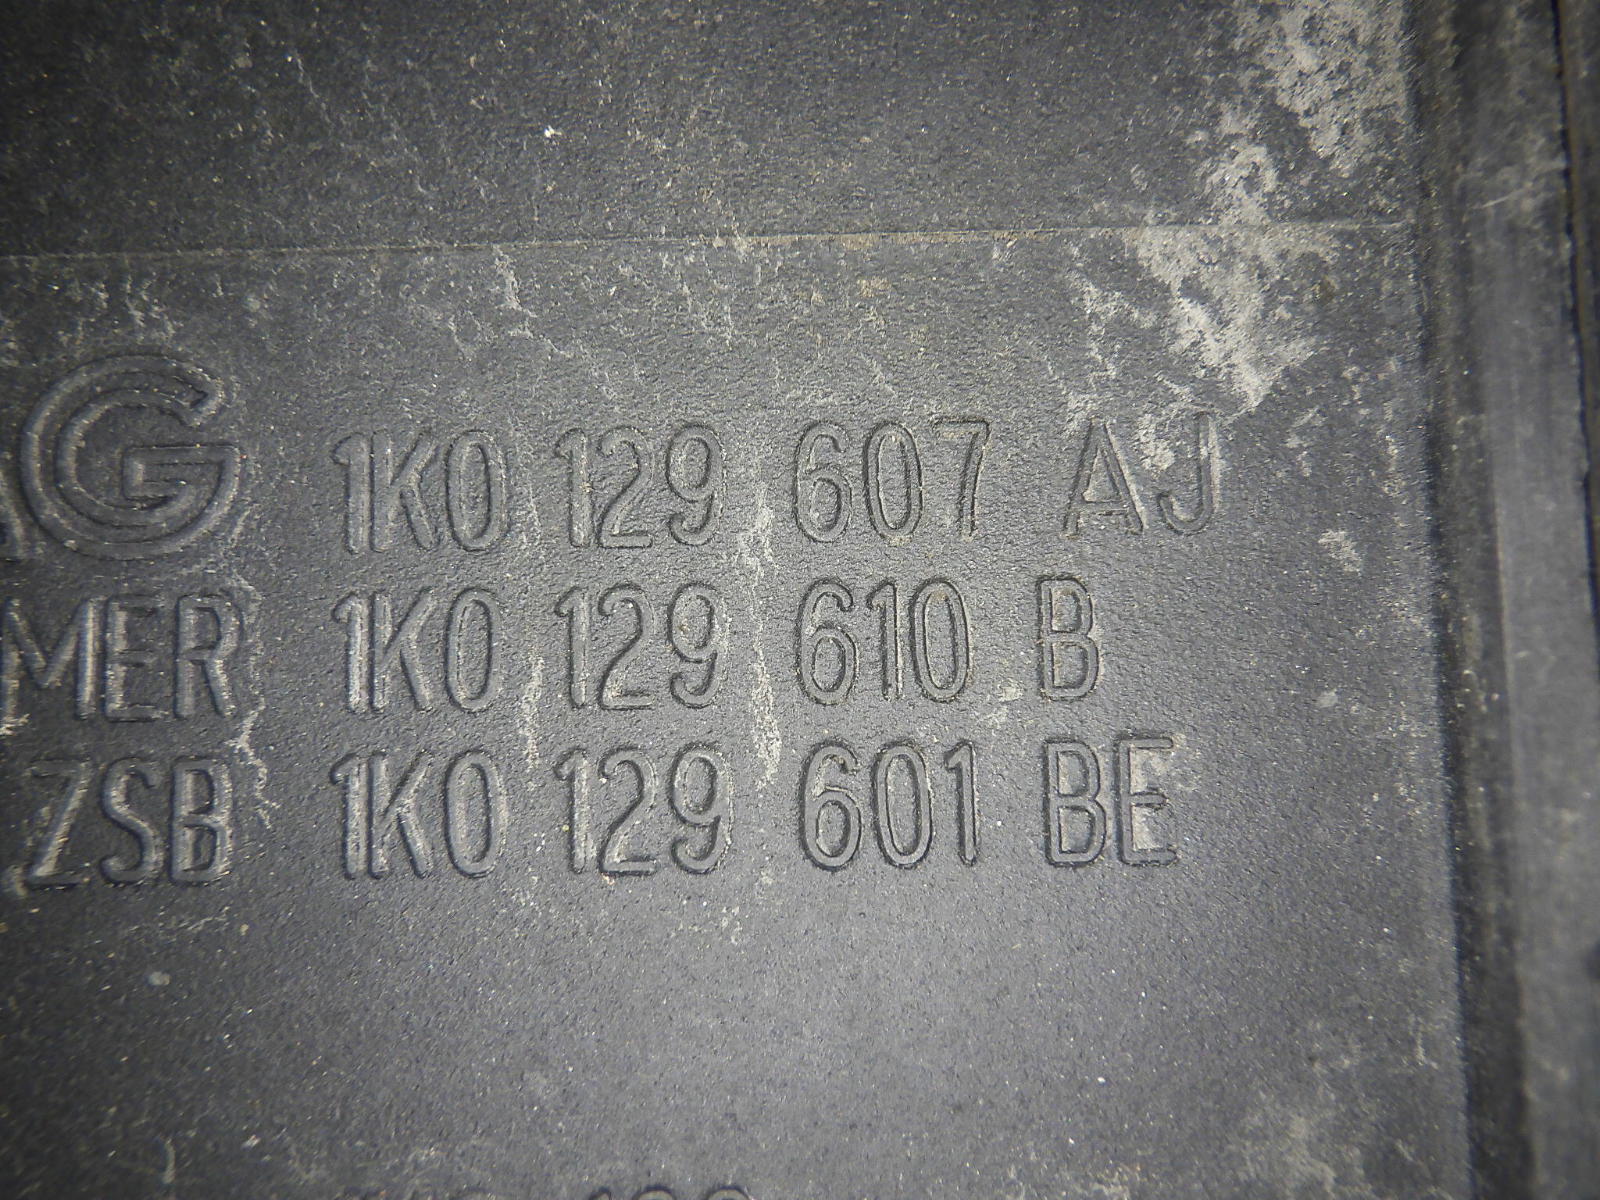 AG 1K0 129 607 AJ
MER 1K0 129 610 B
ZSB 1K0 129 601 BE